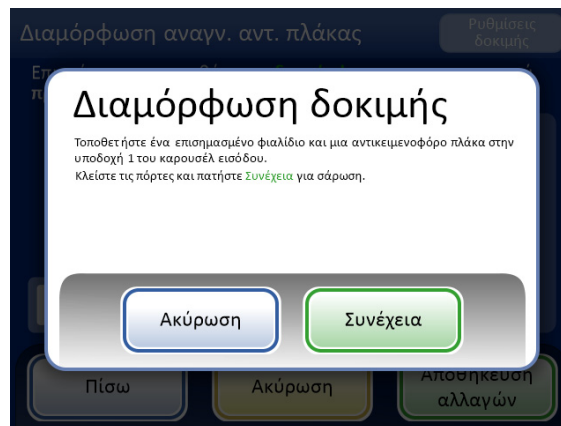 Διαμόρφωση αναγν. αντ. πλάκας
Ρυθμίσεις
δοκιμής
Διαμόρφωση δοκιμής
Τοποθετήστε ένα επισημασμένο φιαλίδιο και μια αντικειμενοφόρο πλάκα στην
υποδοχή 1 του καρουσέλ εισόδου.
Κλείστε τις πόρτες και πατήστε Συνέχεια για σάρωση.
Ακύρωση
Συνέχεια
Πίσω
Ακύρωση
Αποθήκευση
αλλαγών